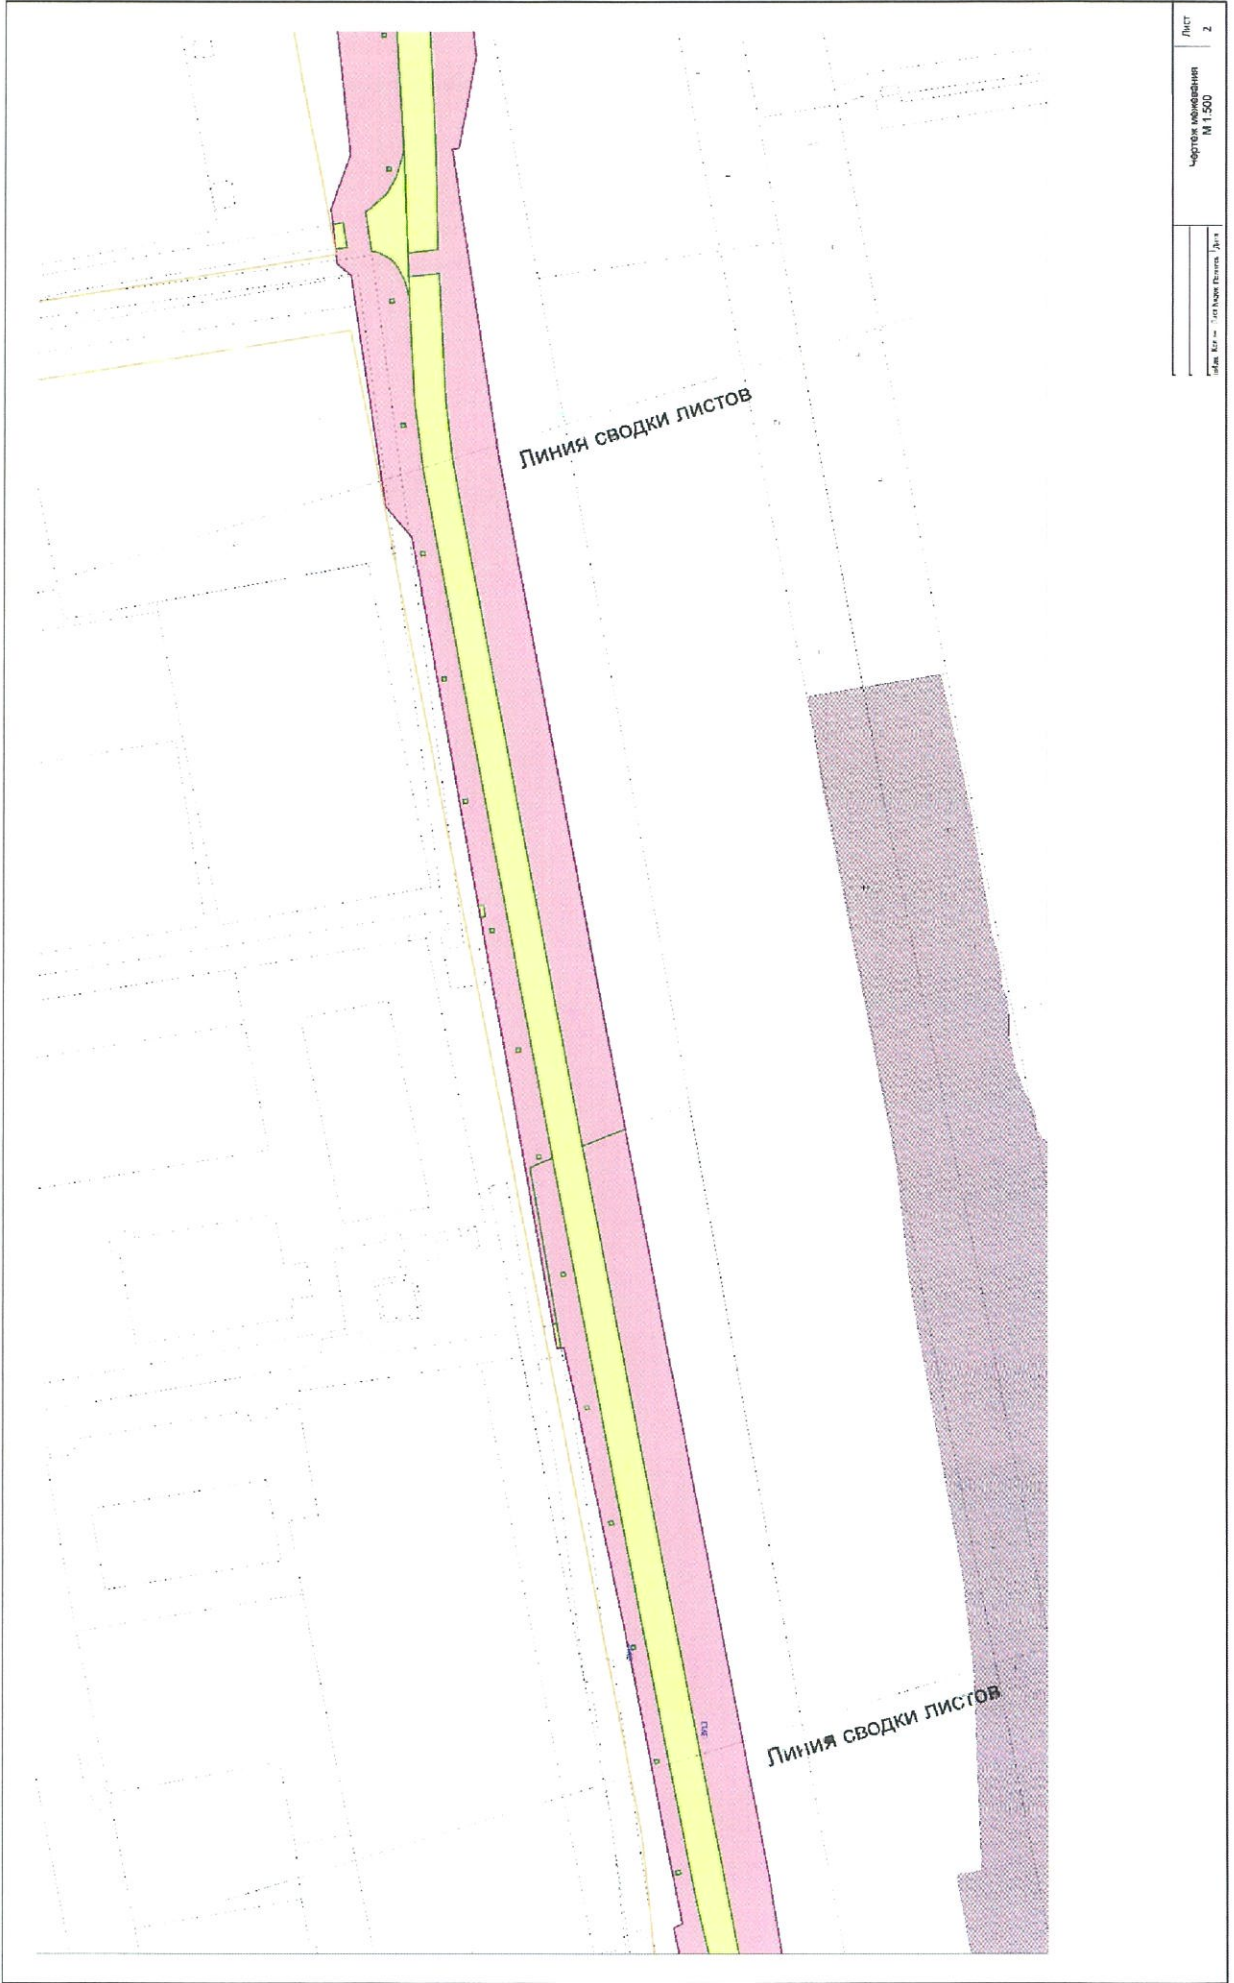 Линия сводки листов
Линия сводки листов
Чертеж межевания
М 1:500
Лист
2